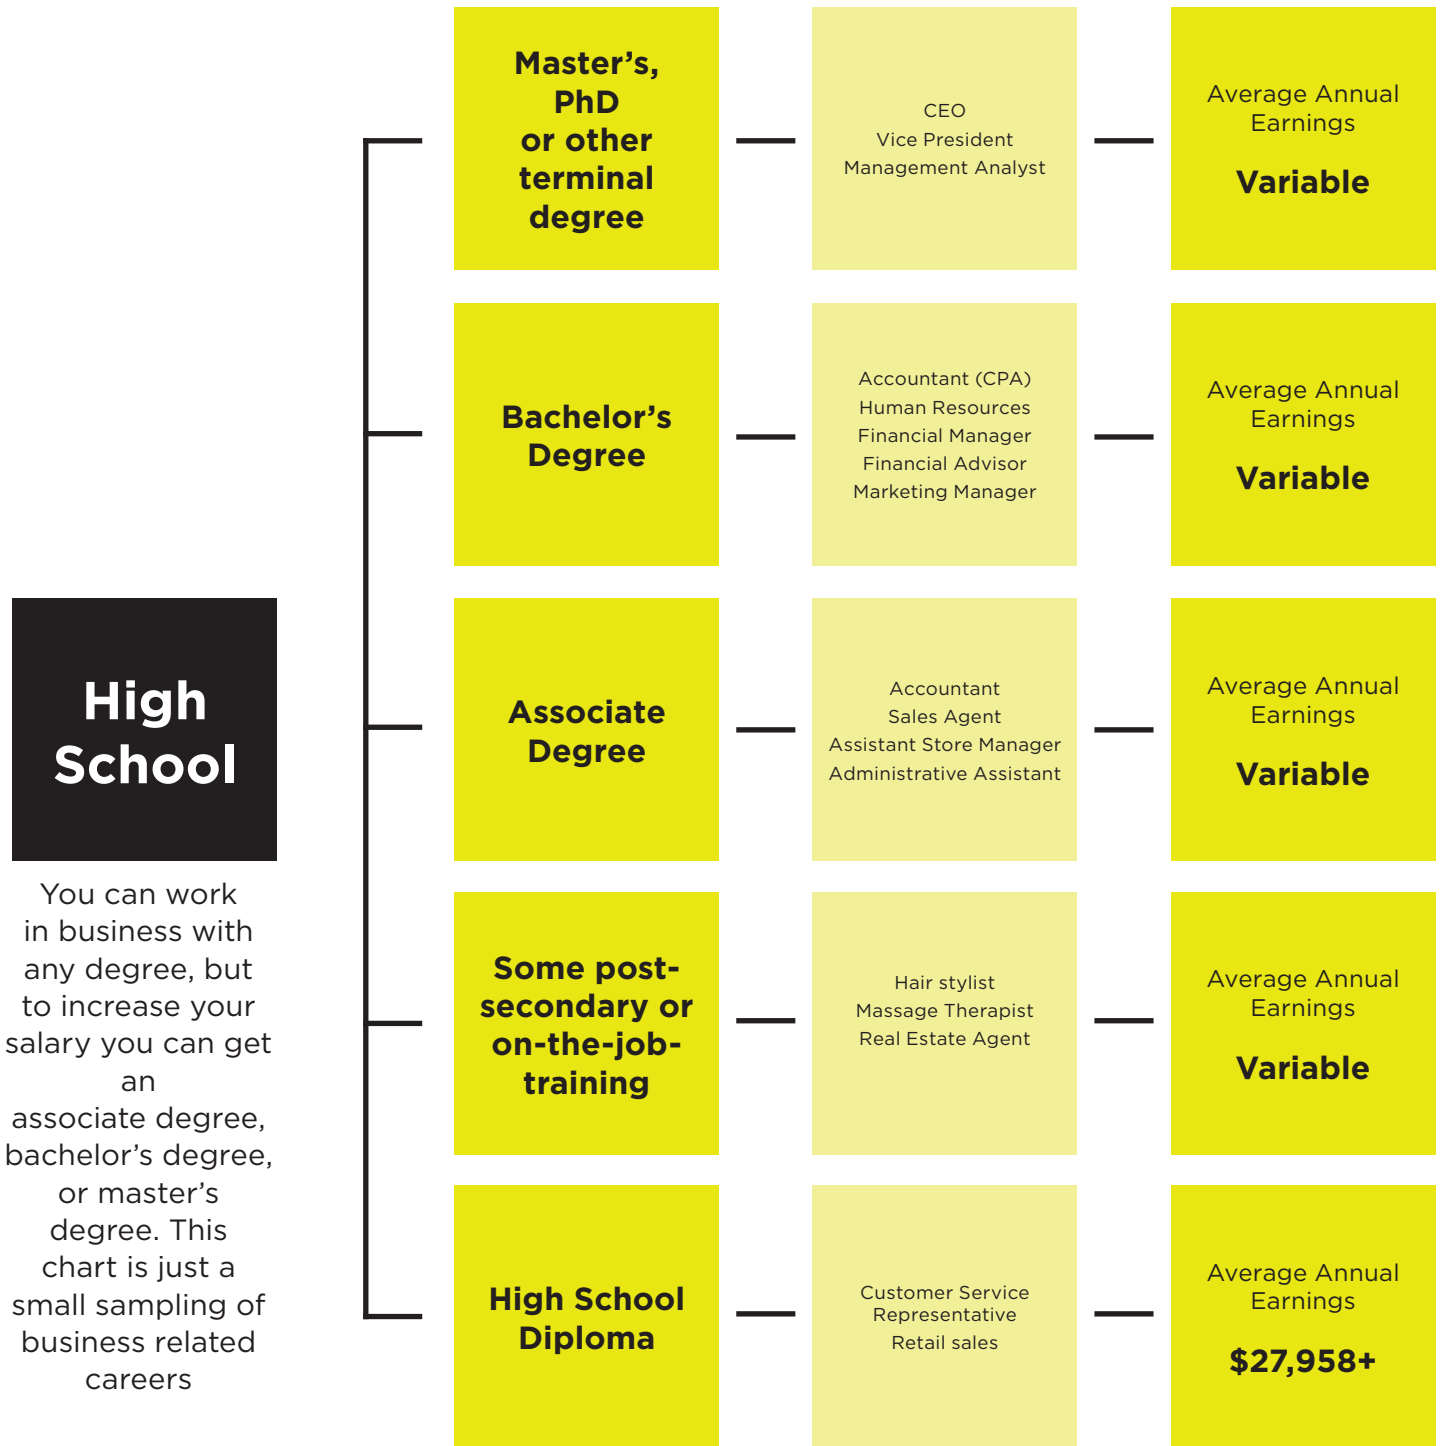 Master’s,
PhD
or other
terminal
degree
CEO
Vice President
Management Analyst
Average Annual
Earnings
Variable
Bachelor’s
Degree
Accountant (CPA)
Human Resources
Financial Manager
Financial Advisor
Marketing Manager
Average Annual
Earnings
Variable
High
School
You can work
in business with
any degree, but
to increase your
salary you can get
an
associate degree,
bachelor’s degree,
or master’s
degree. This
chart is just a
small sampling of
business related
careers
Associate
Degree
Accountant
Sales Agent
Assistant Store Manager
Administrative Assistant
Average Annual
Earnings
Variable
Some post-
secondary or
on-the-job-
training
Hair stylist
Massage Therapist
Real Estate Agent
Average Annual
Earnings
Variable
High School
Diploma
Customer Service
Representative
Retail sales
Average Annual
Earnings
$27,958+